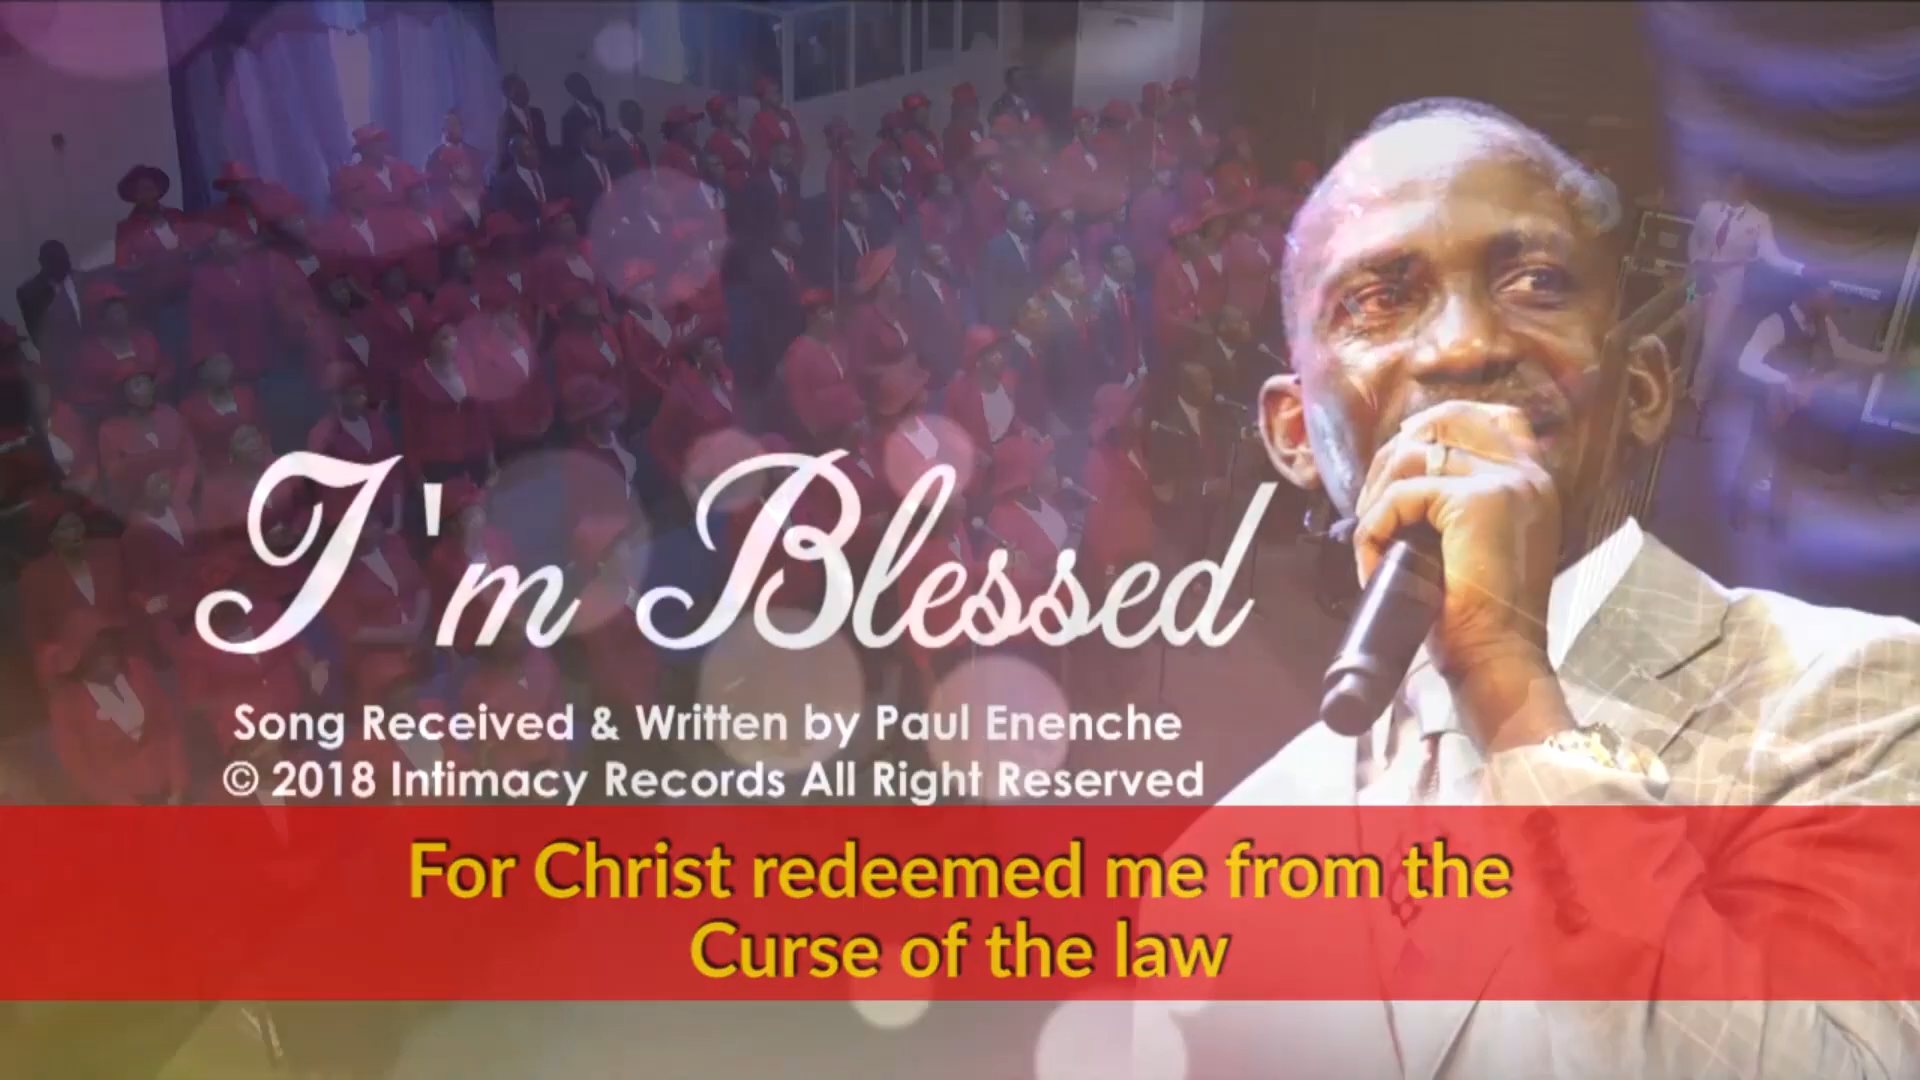 I'm Blessed
Song Received & Written by Paul Enenche
© 2018 Intimacy Records All Right Reserved
For Christ redeemed me from the
Curse of the law